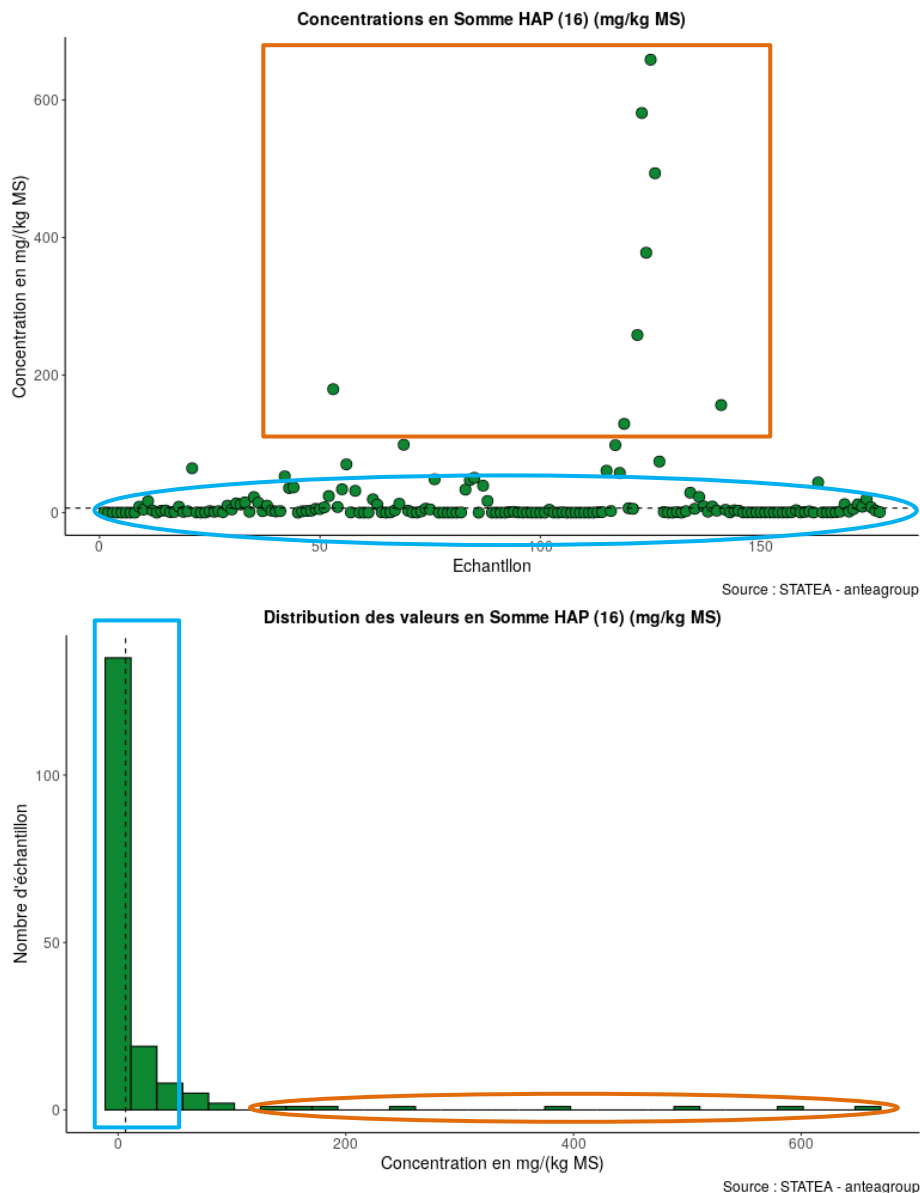 Concentrations en Somme HAP (16) (mg/kg MS)
Concentration en mg/(kg MS)
600
400
200
0
0
50
100
150
Echantllon
Source : STATEA - anteagroup
Distribution des valeurs en Somme HAP (16) (mg/kg MS)
Nombre d'échantillon
100
50
0
0
200
400
600
Concentration en mg/(kg MS)
Source : STATEA - anteagroup